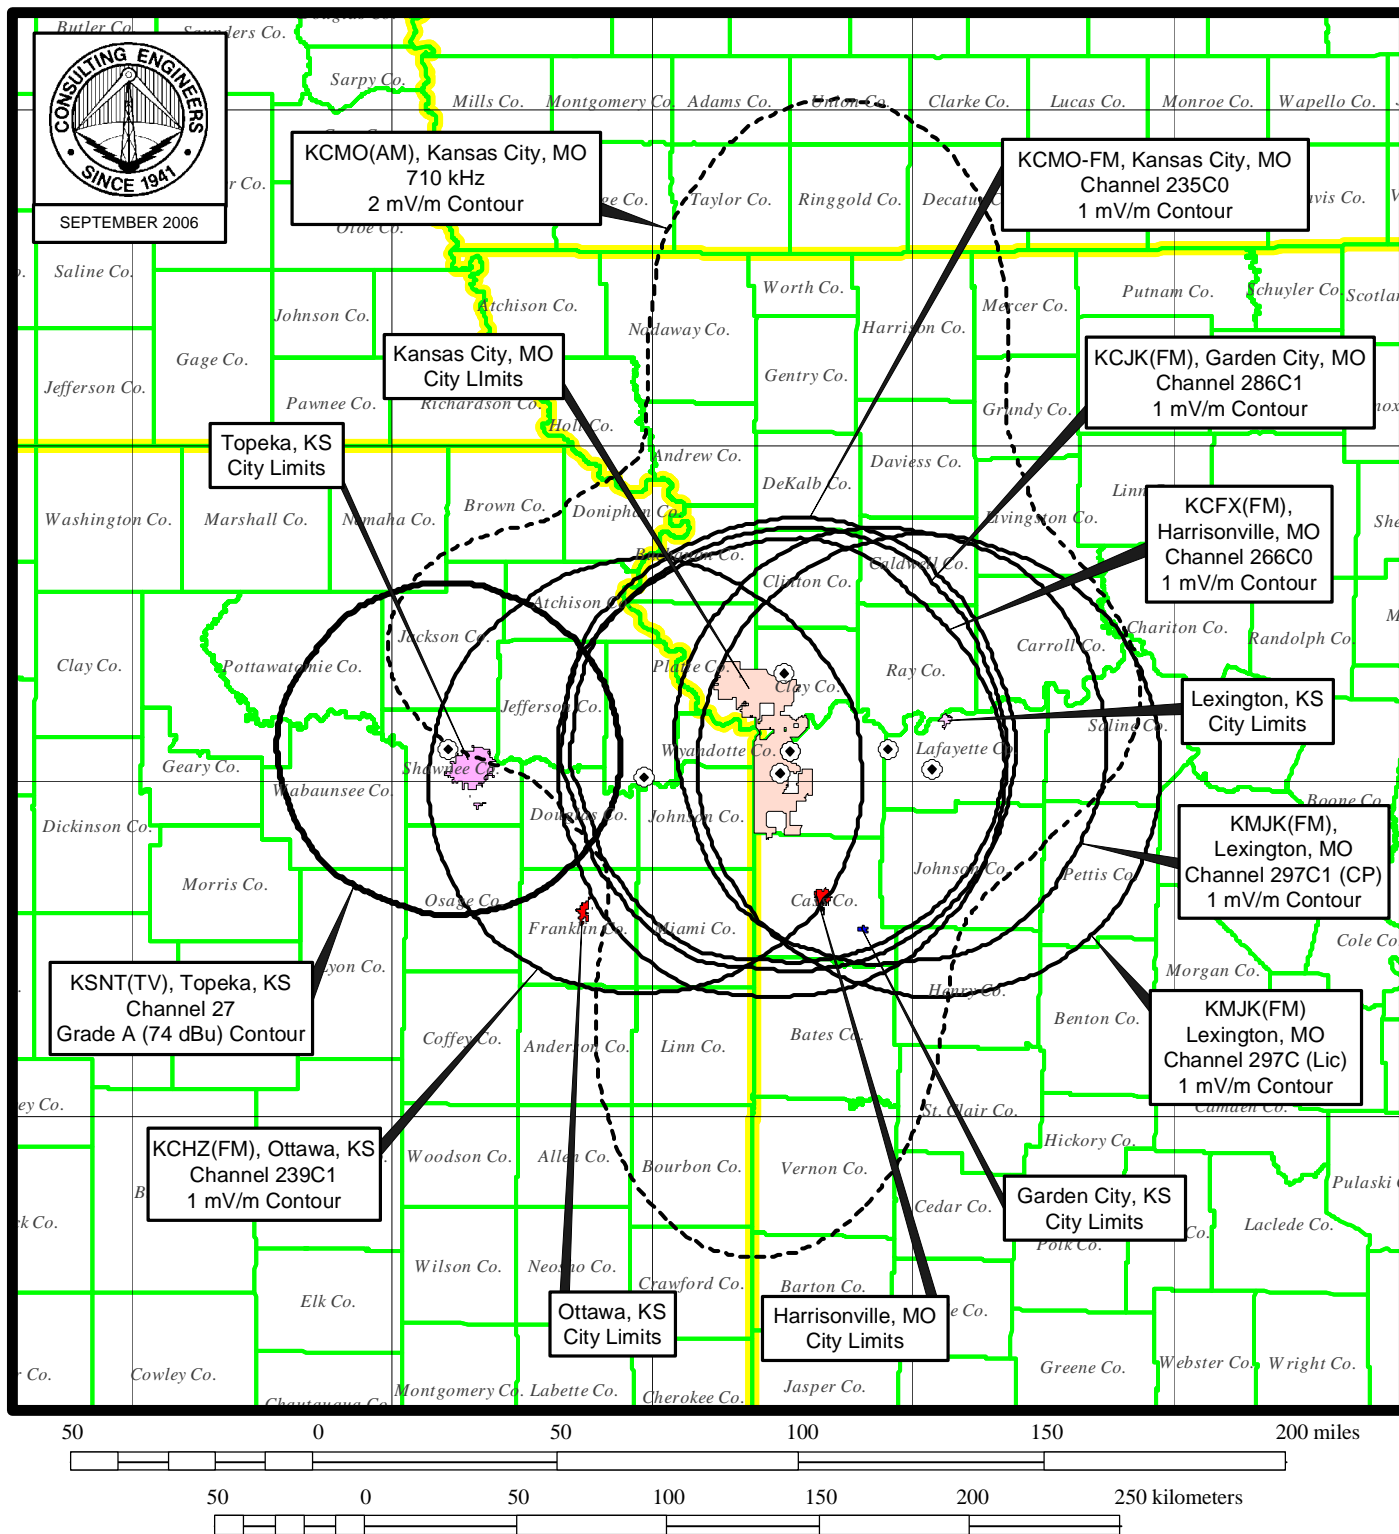 CONSULTING ENGINEERS
SINCE 1941
SEPTEMBER 2006
KCMO(AM), Kansas City, MO
710 kHz
2 mV/m Contour
KCMO-FM, Kansas City, MO
Channel 235C0
1 mV/m Contour
Kansas City, MO
City LImits
KCJK(FM), Garden City, MO
Channel 286C1
1 mV/m Contour
Topeka, KS
City Limits
KCFX(FM),
Harrisonville, MO
Channel 266C0
1 mV/m Contour
Lexington, KS
City Limits
KMJK(FM),
Lexington, MO
Channel 297C1 (CP)
1 mV/m Contour
KSNT(TV), Topeka, KS
Channel 27
Grade A (74 dBu) Contour
KMJK(FM)
Lexington, MO
Channel 297C (Lic)
1 mV/m Contour
KCHZ(FM), Ottawa, KS
Channel 239C1
1 mV/m Contour
Garden City, KS
City Limits
Ottawa, KS
City Limits
Harrisonville, MO
City Limits
Butler Co.
Sarpy Co.
Mills Co.
Montgomery Co.
Adams Co.
Union Co.
Clarke Co.
Lucas Co.
Monroe Co.
Wapello Co.
Taylor Co.
Ringgold Co.
Saline Co.
Johnson Co.
Atchison Co.
Nodaway Co.
Worth Co.
Harrison Co.
Mercer Co.
Putnam Co.
Schuyler Co.
Jefferson Co.
Gage Co.
Pawnee Co.
Richardson Co.
Holt Co.
Gentry Co.
Grundy Co.
Andrew Co.
DeKalb Co.
Daviess Co.
Washington Co.
Marshall Co.
Nemaha Co.
Brown Co.
Doniphan Co.
Livingston Co.
Buchanan Co.
Clinton Co.
Caldwell Co.
Clay Co.
Pottawatomie Co.
Jackson Co.
Atchison Co.
Platte Co.
Clay Co.
Ray Co.
Carroll Co.
Chariton Co.
Randolph Co.
Jefferson Co.
Geary Co.
Wabaunsee Co.
Shawnee Co.
Wyandotte Co.
Lafayette Co.
Saline Co.
Dickinson Co.
Douglas Co.
Johnson Co.
Boone Co.
Morris Co.
Osage Co.
Franklin Co.
Miami Co.
Cass Co.
Johnson Co.
Pettis Co.
Cole Co.
Lyon Co.
Henry Co.
Morgan Co.
Coffey Co.
Anderson Co.
Linn Co.
Bates Co.
Benton Co.
St. Clair Co.
Camden Co.
Hickory Co.
Woodson Co.
Allen Co.
Bourbon Co.
Vernon Co.
Cedar Co.
Polk Co.
Laclede Co.
Pulaski
Wilson Co.
Neosho Co.
Crawford Co.
Barton Co.
Elk Co.
Cowley Co.
Chautauqua Co.
Montgomery Co.
Labette Co.
Cherokee Co.
Jasper Co.
Greene Co.
Webster Co.
Wright Co.
50 0 50 100 150 200 miles
50 0 50 100 150 200 250 kilometers